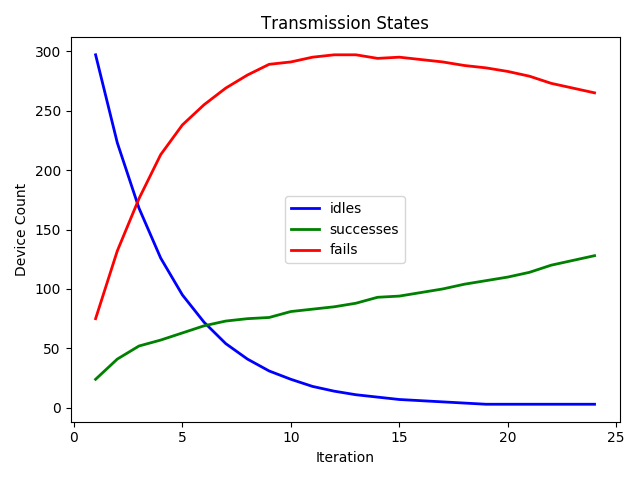 Transmission States
300
250
200
150
100
50
0
Device Count
idles
successes
fails
0
5
10
15
20
25
Iteration